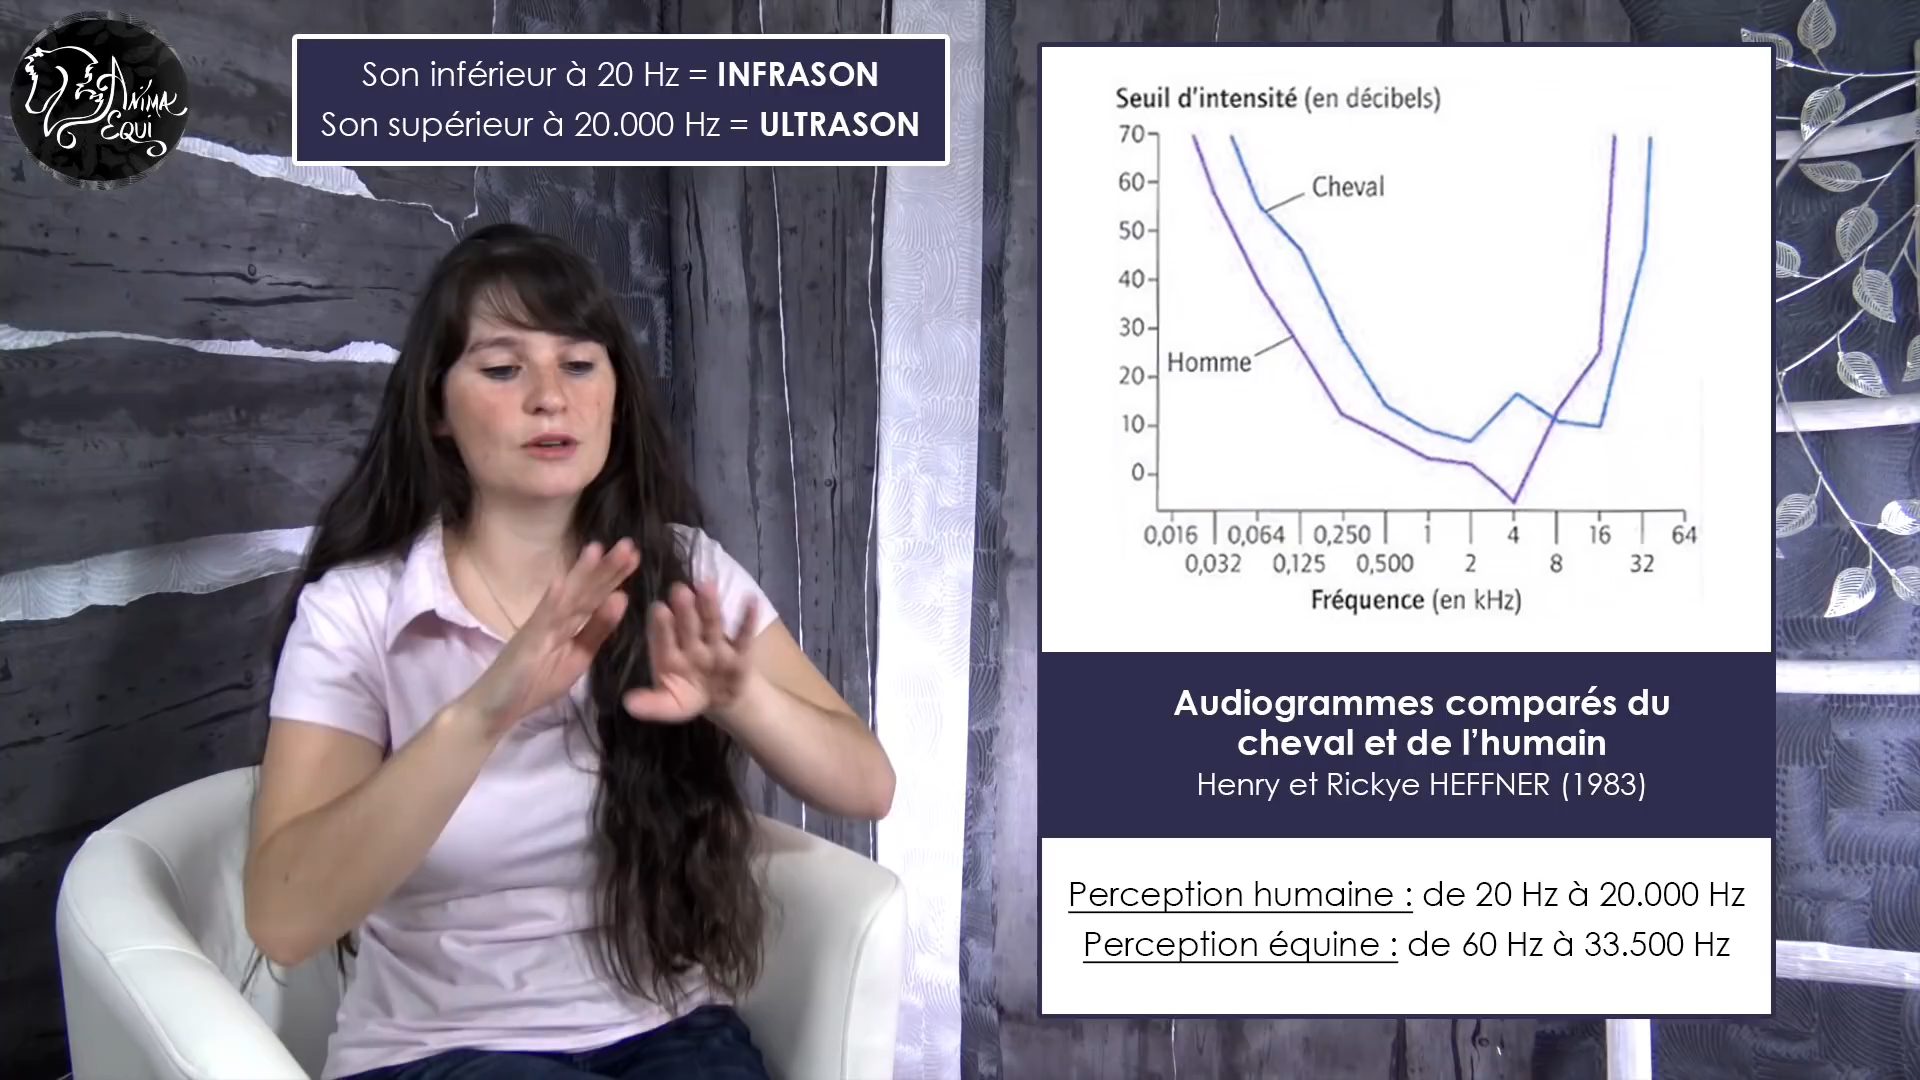 Anima
Equi
Son inférieur à 20 Hz = INFRASON
Son supérieur à 20.000 Hz = ULTRASON
Seuil d'intensité (en décibels)
70
60
50
40
30
20
10
0
Cheval
Homme
0,016 0,064 0,250 1 4 16 64
0,032 0,125 0,500 2 8 32
Fréquence (en kHz)
Audiogrammes comparés du
cheval et de l'humain
Henry et Rickye HEFFNER (1983)
Perception humaine : de 20 Hz à 20.000 Hz
Perception équine : de 60 Hz à 33.500 Hz